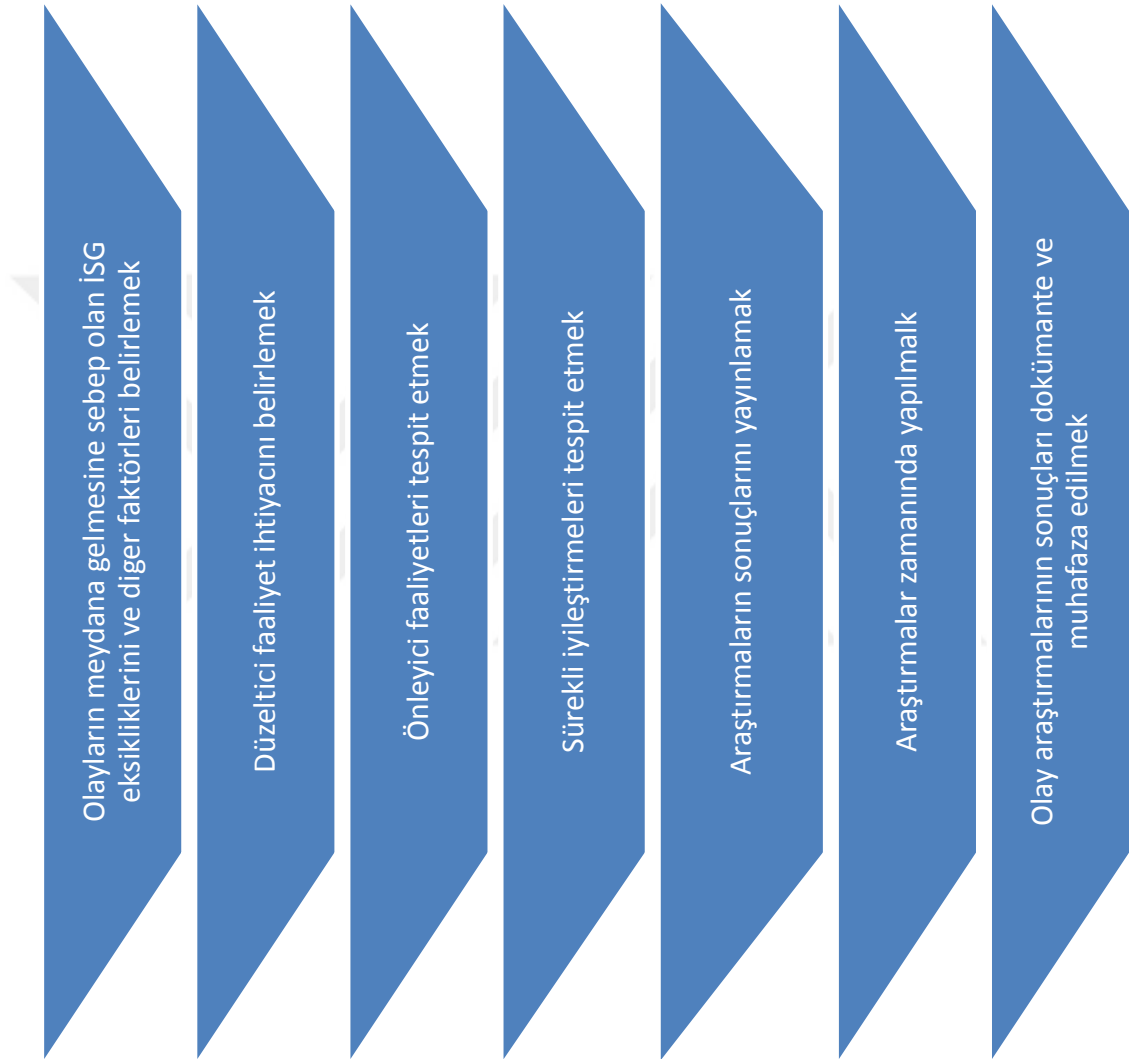 Olayların meydana gelmesine sebep olan İSG
eksikliklerini ve diger faktörleri belirlemek
Düzeltici faaliyet ihtiyacını belirlemek
Önleyici faaliyetleri tespit etmek
Sürekli iyileştirmeleri tespit etmek
Araştırmaların sonuçlarını yayınlamak
Araştırmalar zamanında yapılmalk
Olay araştırmalarının sonuçları dokümante ve
muhafaza edilmek